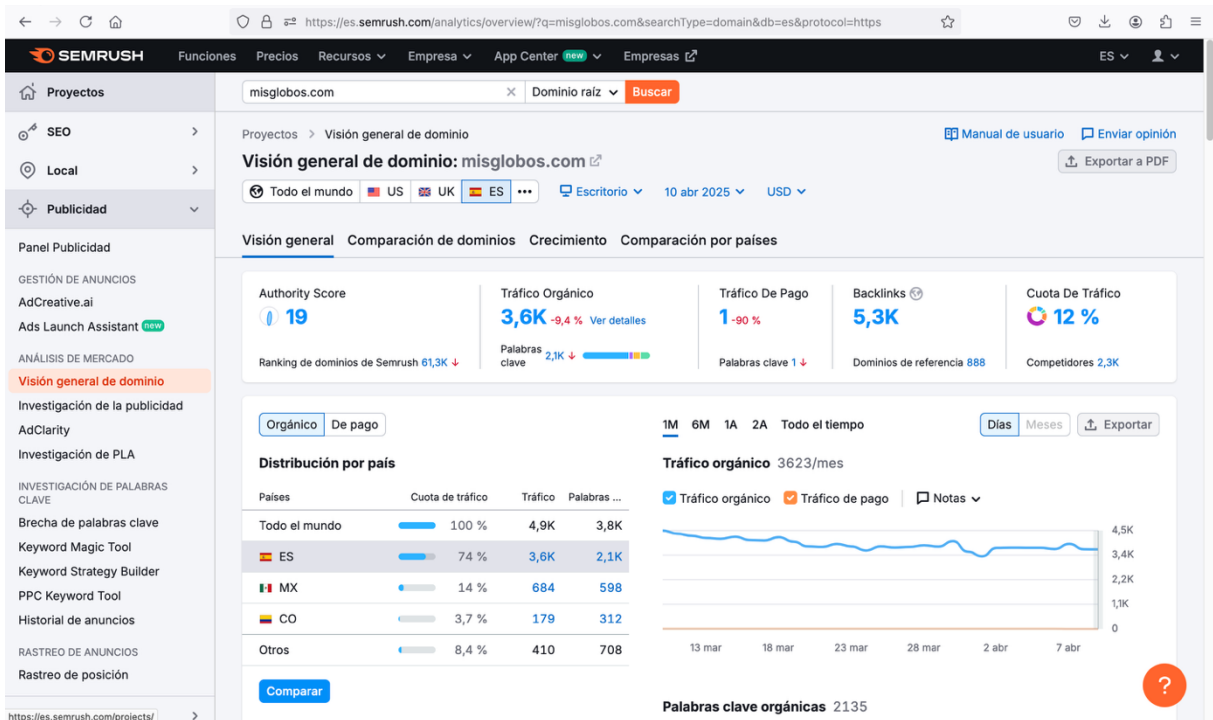 https://es.semrush.com/analytics/overview/?q=misglobos.com&searchType=domain&db=es&protocol=https
SEMRUSH
Funciones Precios Recursos Empresa App Center new Empresas
ES
Proyectos
SEO
Local
Publicidad
Panel Publicidad
GESTIÓN DE ANUNCIOS
AdCreative.ai
Ads Launch Assistant new
ANÁLISIS DE MERCADO
Visión general de dominio
Investigación de la publicidad
AdClarity
Investigación de PLA
INVESTIGACIÓN DE PALABRAS
CLAVE
Brecha de palabras clave
Keyword Magic Tool
Keyword Strategy Builder
PPC Keyword Tool
Historial de anuncios
RASTREO DE ANUNCIOS
Rastreo de posición
https://es.semrush.com/projects/
misglobos.com Dominio raíz Buscar
Proyectos > Visión general de dominio
Manual de usuario Enviar opinión
Visión general de dominio: misglobos.com
Exportar a PDF
Todo el mundo US UK ES ••• Escritorio 10 abr 2025 USD
Visión general Comparación de dominios Crecimiento Comparación por países
Authority Score
19
Ranking de dominios de Semrush 61,3K ↓
Tráfico Orgánico
3,6K -9,4 % Ver detalles
Palabras
clave 2,1K ↓
Tráfico De Pago
1 -90 %
Palabras clave 1 ↓
Backlinks
5,3K
Dominios de referencia 888
Cuota De Tráfico
12 %
Competidores 2,3K
Orgánico De pago
Distribución por país
Países Cuota de tráfico Tráfico Palabras ...
Todo el mundo 100 % 4,9K 3,8K
ES 74 % 3,6K 2,1K
MX 14 % 684 598
CO 3,7 % 179 312
Otros 8,4 % 410 708
Comparar
1M 6M 1A 2A Todo el tiempo
Días Meses Exportar
Tráfico orgánico 3623/mes
Tráfico orgánico Tráfico de pago Notas
4,5K
3,4K
2,2K
1,1K
0
13 mar 18 mar 23 mar 28 mar 2 abr 7 abr
Palabras clave orgánicas 2135
?